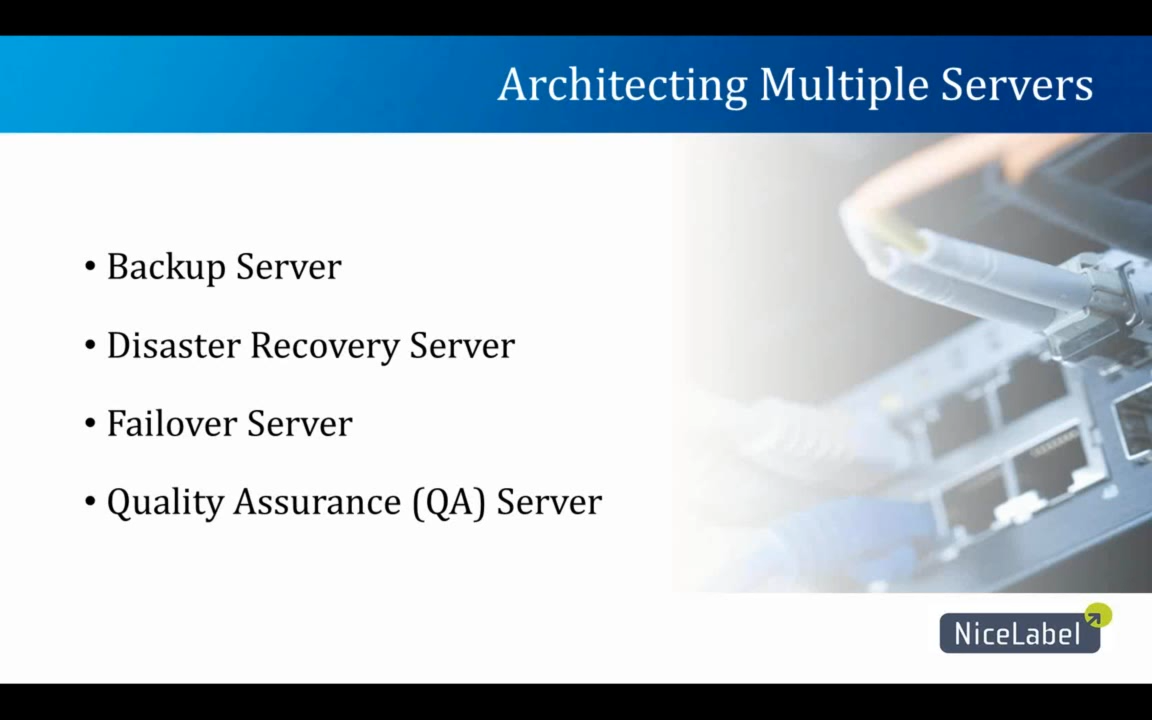 Architecting Multiple Servers
• Backup Server
• Disaster Recovery Server
• Failover Server
• Quality Assurance (QA) Server
NiceLabel